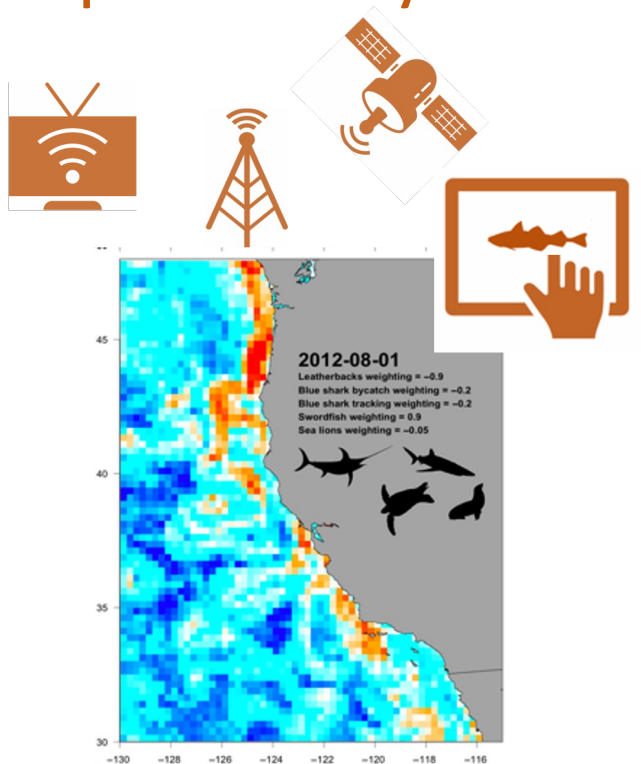 2012-08-01
Leatherbacks weighting = –0.9
Blue shark bycatch weighting = –0.2
Blue shark tracking weighting = –0.2
Swordfish weighting = 0.9
Sea lions weighting = –0.05
45
40
35
30
–130 –128 –126 –124 –122 –120 –118 –116